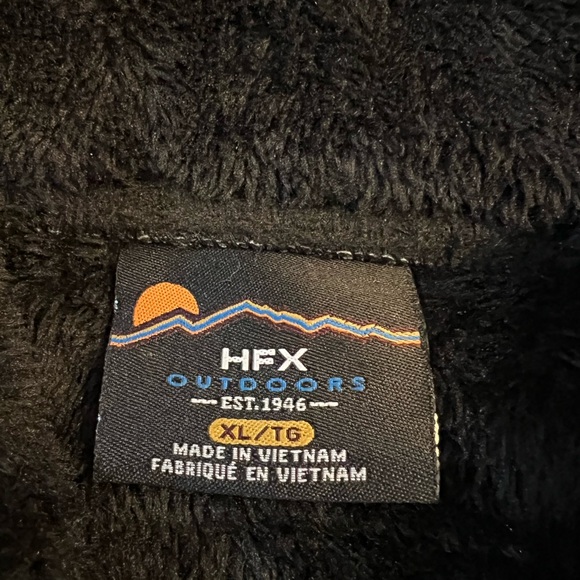 HFX
OUTDOORS
EST.1946
XL/TG
MADE IN VIETNAM
FABRIQUÉ EN VIETNAM